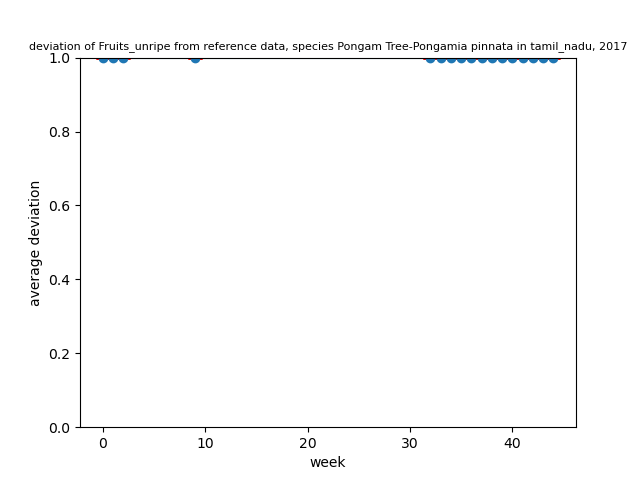 deviation of Fruits_unripe from reference data, species Pongam Tree-Pongamia pinnata in tamil_nadu, 2017
1.0
0.8
0.6
0.4
0.2
0.0
average deviation
0 10 20 30 40
week